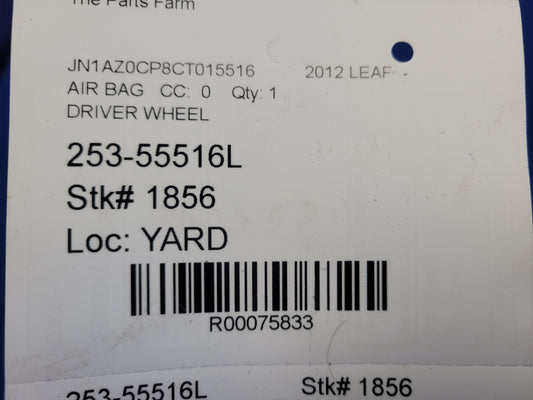 The Parts Farm
JN1AZ0CP8CT015516 2012 LEAF
AIR BAG CC: 0 Qty: 1
DRIVER WHEEL
253-55516L
Stk# 1856
Loc: YARD
R00075833
253-55516L Stk# 1856